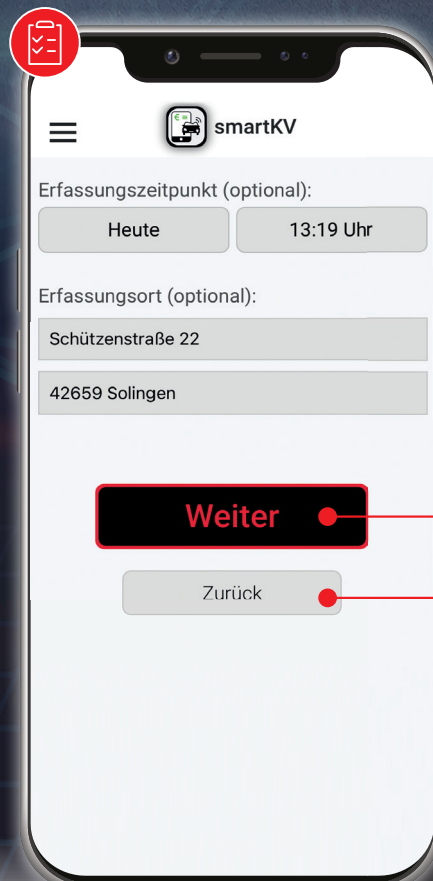 smartKV
Erfassungszeitpunkt (optional):
Heute
13:19 Uhr
Erfassungsort (optional):
Schützenstraße 22
42659 Solingen
Weiter
Zurück